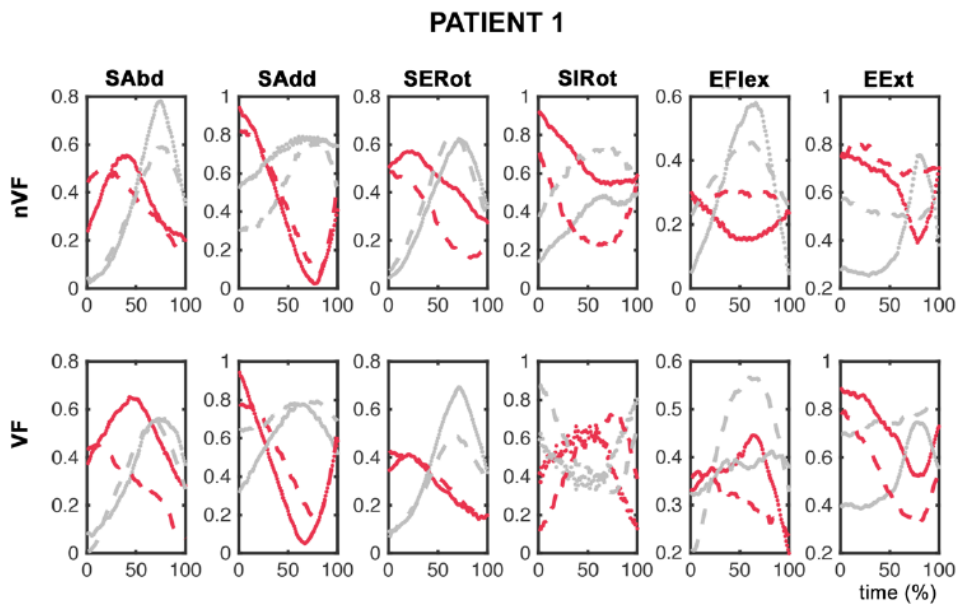 PATIENT 1
SAbd SAdd SERot SIRot EFlex EExt
nVF
0.8 0.6 0.4 0.2 0
1 0.8 0.6 0.4 0.2 0
0.8 0.6 0.4 0.2 0
1 0.8 0.6 0.4 0.2 0
0.6 0.4 0.2 0
1 0.8 0.6 0.4 0.2
0 50 100 0 50 100 0 50 100 0 50 100 0 50 100 0 50 100
VF
0.8 0.6 0.4 0.2 0
1 0.8 0.6 0.4 0.2 0
0.8 0.6 0.4 0.2 0
1 0.8 0.6 0.4 0.2 0
0.6 0.5 0.4 0.3 0.2
1 0.8 0.6 0.4 0.2
0 50 100 0 50 100 0 50 100 0 50 100 0 50 100 0 50 100
time (%)